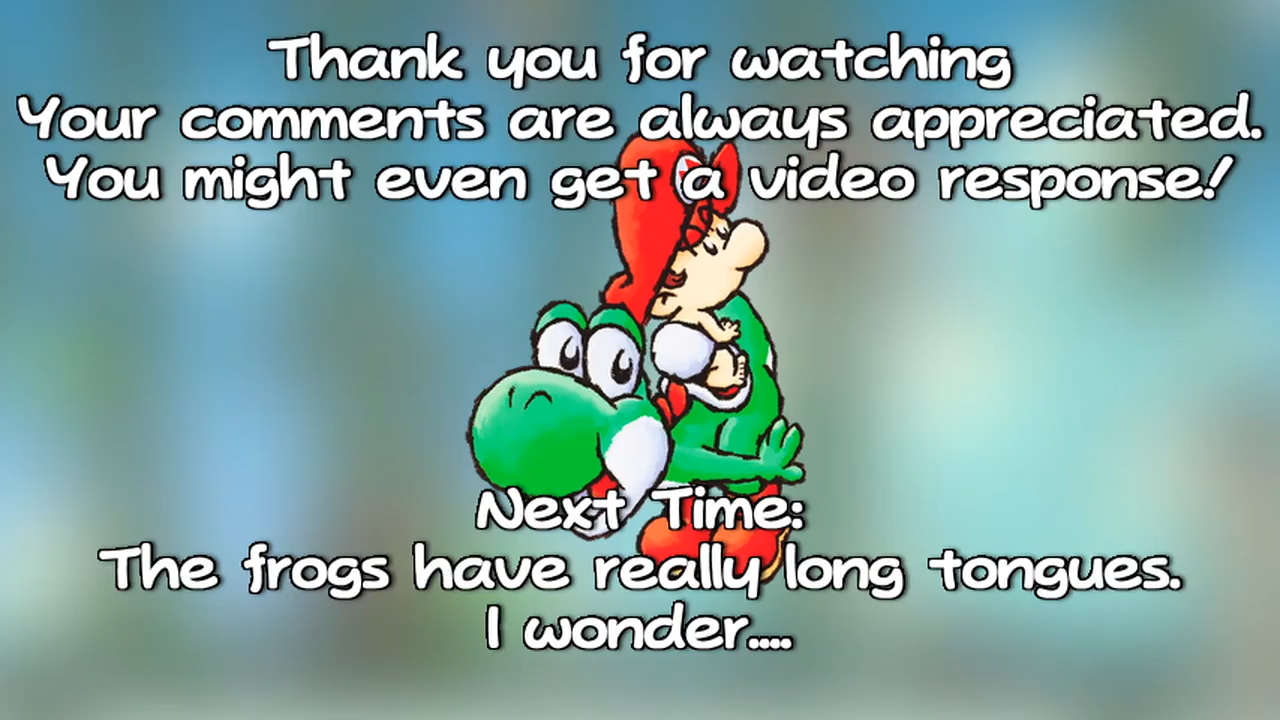 Thank you for watching
Your comments are always appreciated.
You might even get a video response!
Next Time:
The frogs have really long tongues.
I wonder....